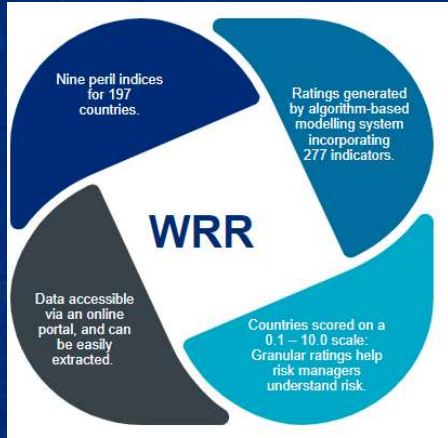 Nine peril indices
for 197
countries.
Ratings generated
by algorithm-based
modelling system
incorporating
277 indicators.
WRR
Data accessible
via an online
portal, and can
be easily
extracted.
Countries scored on a
0.1 – 10.0 scale:
Granular ratings help
risk managers
understand risk.